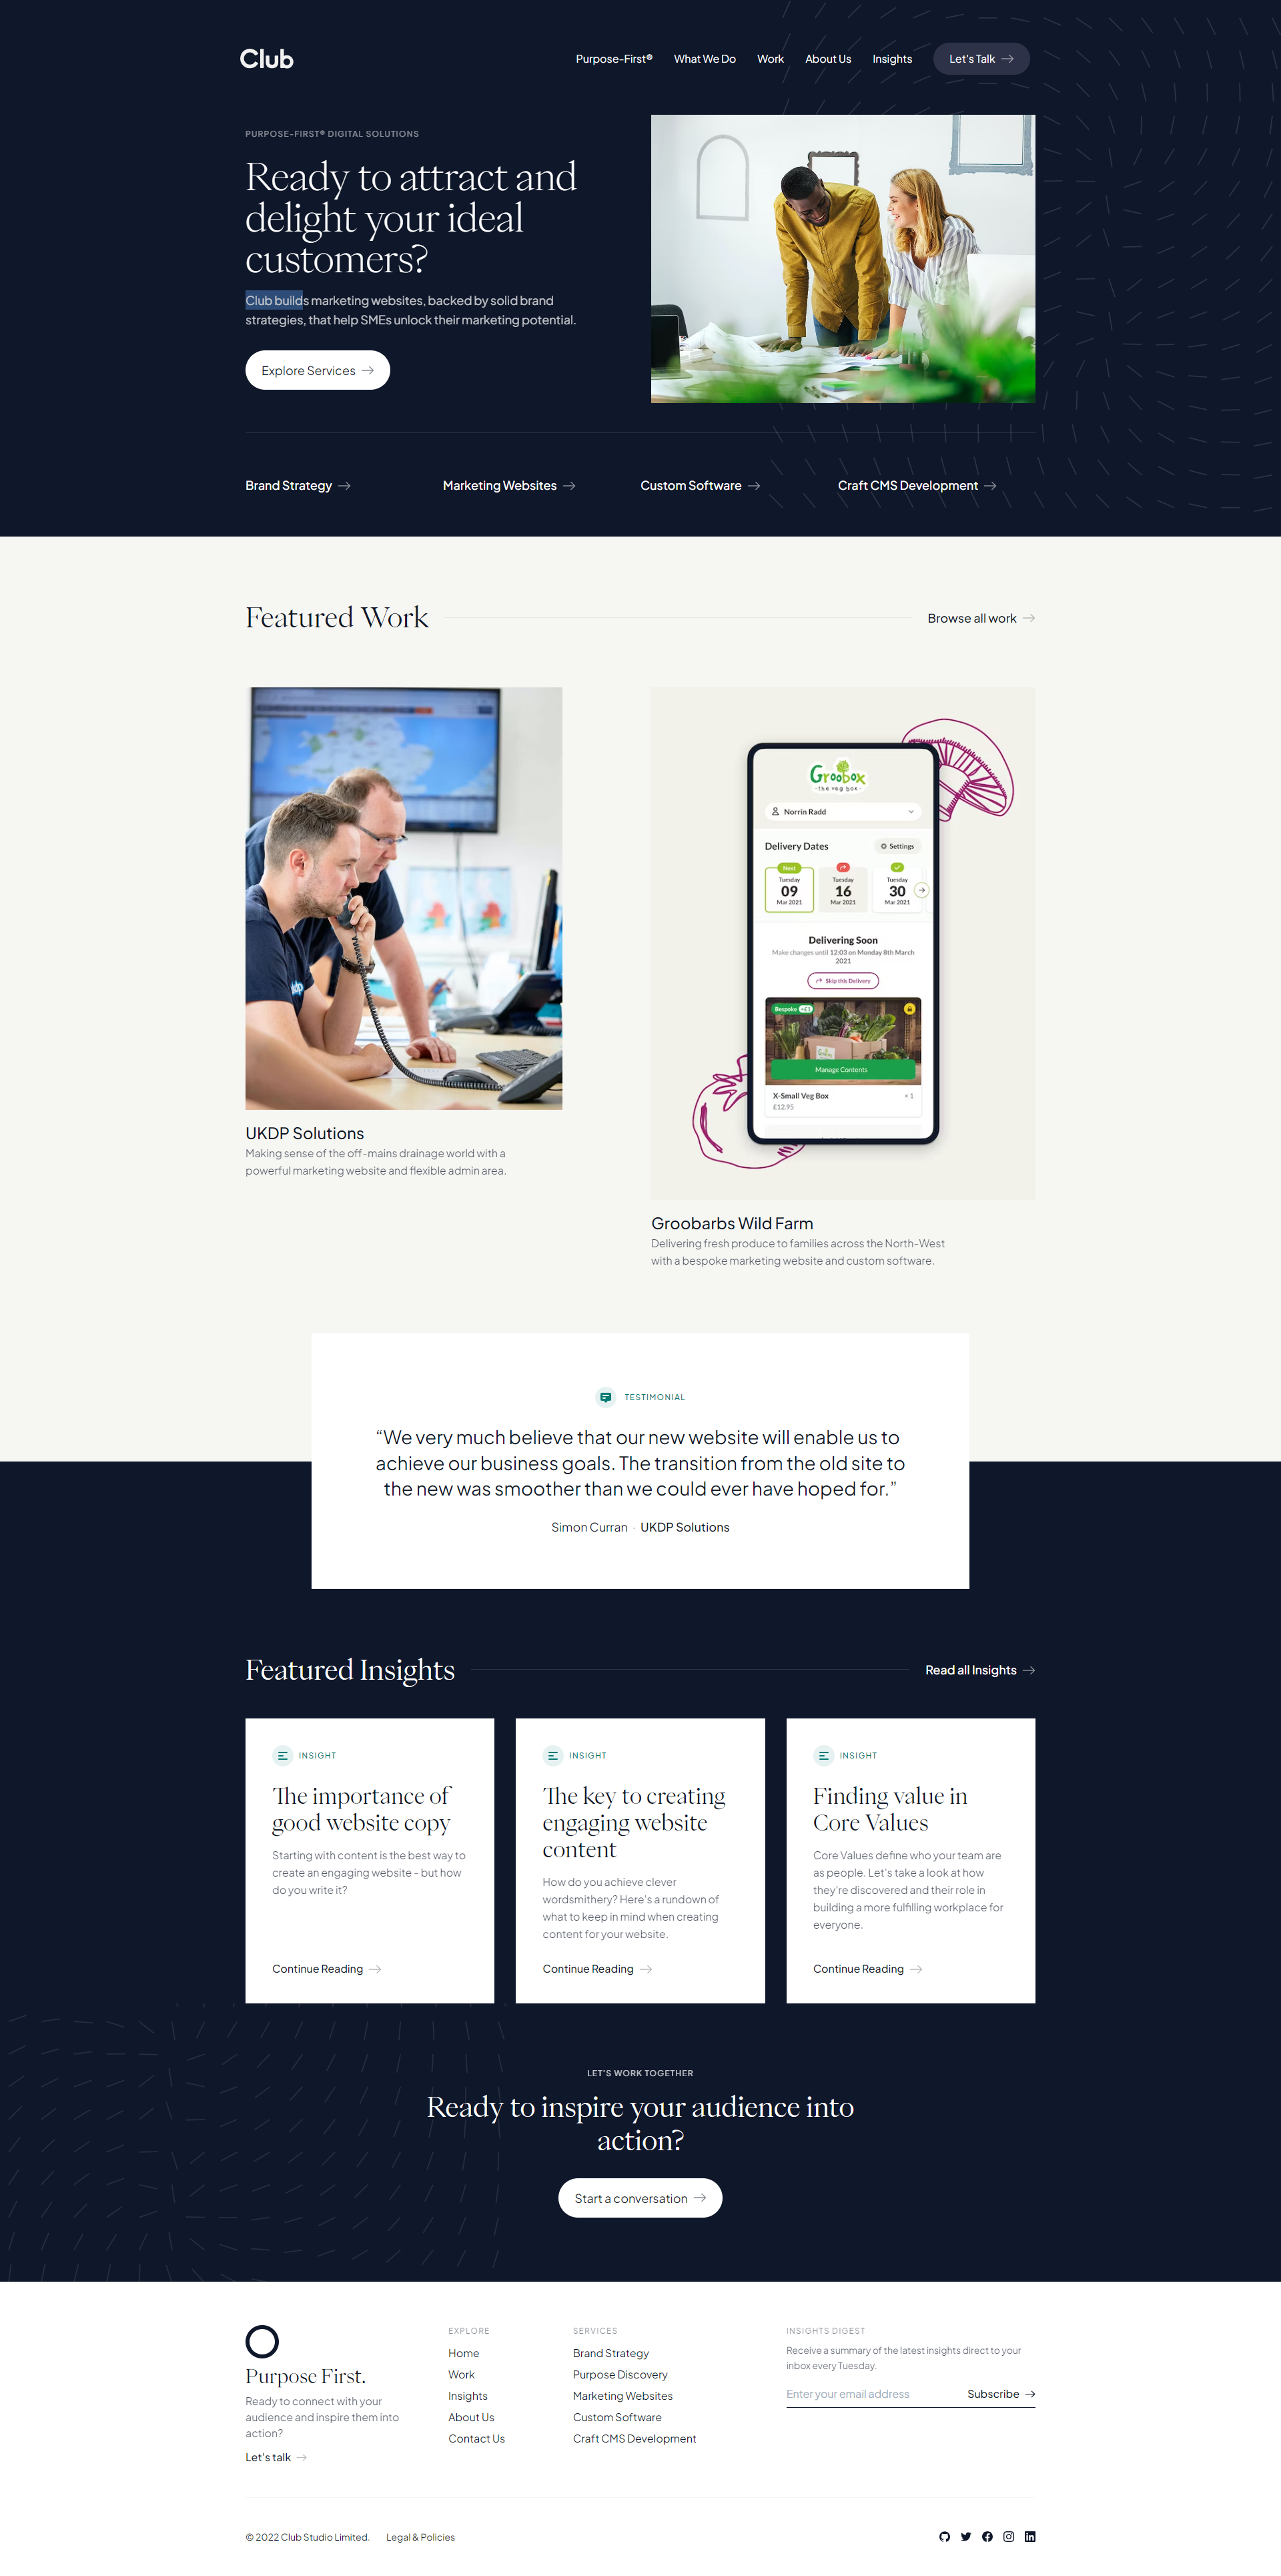 Club
Purpose-First®
What We Do
Work
About Us
Insights
Let's Talk
PURPOSE-FIRST® DIGITAL SOLUTIONS
Ready to attract and
delight your ideal
customers?
Club builds marketing websites, backed by solid brand
strategies, that help SMEs unlock their marketing potential.
Explore Services
Brand Strategy
Marketing Websites
Custom Software
Craft CMS Development
Featured Work
Browse all work
UKDP Solutions
Making sense of the off-mains drainage world with a
powerful marketing website and flexible admin area.
Groobox
- the veg box -
Norrin Radd
Delivery Dates
Settings
Next
Tuesday
09
Mar 2021
Tuesday
16
Mar 2021
Tuesday
30
Mar 2021
Delivering Soon
Make changes until 12:03 on Monday 8th March
2021
Skip this Delivery
Bespoke +£1
Manage Contents
X-Small Veg Box × 1
£12.95
Groobarbs Wild Farm
Delivering fresh produce to families across the North-West
with a bespoke marketing website and custom software.
TESTIMONIAL
“We very much believe that our new website will enable us to
achieve our business goals. The transition from the old site to
the new was smoother than we could ever have hoped for.”
Simon Curran · UKDP Solutions
Featured Insights
Read all Insights
INSIGHT
The importance of
good website copy
Starting with content is the best way to
create an engaging website - but how
do you write it?
Continue Reading
INSIGHT
The key to creating
engaging website
content
How do you achieve clever
wordsmithery? Here's a rundown of
what to keep in mind when creating
content for your website.
Continue Reading
INSIGHT
Finding value in
Core Values
Core Values define who your team are
as people. Let's take a look at how
they're discovered and their role in
building a more fulfilling workplace for
everyone.
Continue Reading
LET'S WORK TOGETHER
Ready to inspire your audience into
action?
Start a conversation
Purpose First.
Ready to connect with your
audience and inspire them into
action?
Let's talk
EXPLORE
Home
Work
Insights
About Us
Contact Us
SERVICES
Brand Strategy
Purpose Discovery
Marketing Websites
Custom Software
Craft CMS Development
INSIGHTS DIGEST
Receive a summary of the latest insights direct to your
inbox every Tuesday.
Enter your email address
Subscribe
© 2022 Club Studio Limited.
Legal & Policies